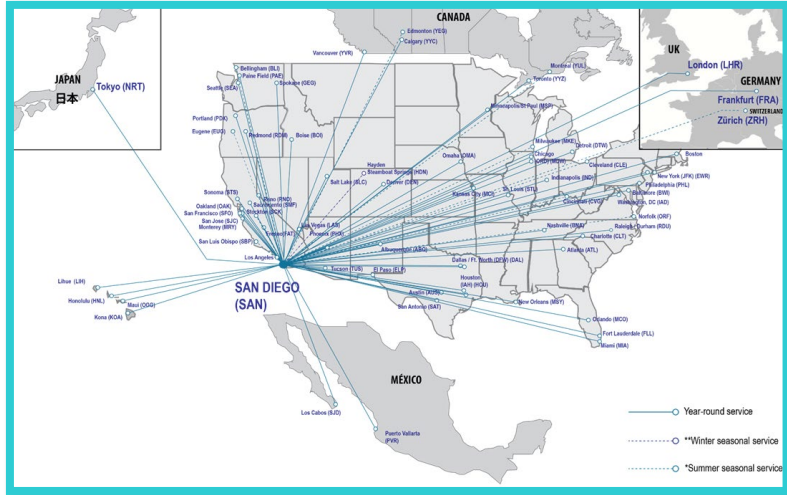 CANADA
Edmonton (YEG)
Calgary (YYC)
Vancouver (YVR)
Montreal (YUL)
Toronto (YYZ)
UK
London (LHR)
GERMANY
Frankfurt (FRA)
SWITZERLAND
Zürich (ZRH)
JAPAN
日本
Tokyo (NRT)
Bellingham (BLI)
Paine Field (PAE)
Seattle (SEA)
Spokane (GEG)
Portland (PDX)
Eugene (EUG)
Redmond (RDM)
Boise (BOI)
Minneapolis/St Paul (MSP)
Milwaukee (MKE)
Chicago
(ORD) (MDW)
Detroit (DTW)
Cleveland (CLE)
Boston
Omaha (OMA)
Indianapolis (IND)
New York (JFK) (EWR)
Philadelphia (PHL)
Baltimore (BWI)
Washington, DC (IAD)
Hayden
Steamboat Springs (HDN)
Salt Lake (SLC)
Denver (DEN)
Kansas City (MCI)
St. Louis (STL)
(CVG)
Norfolk (ORF)
Sonoma (STS)
Reno (RNO)
Sacramento (SMF)
Oakland (OAK)
Stockton (SCK)
San Francisco (SFO)
San Jose (SJC)
Monterey (MRY)
Fresno (FAT)
Las Vegas (LAS)
Phoenix (PHX)
Nashville (BNA)
Raleigh / Durham (RDU)
Charlotte (CLT)
San Luis Obispo (SBP)
Albuquerque (ABQ)
Atlanta (ATL)
Los Angeles
Tucson (TUS)
El Paso (ELP)
Dallas / Ft. Worth (DFW) (DAL)
Houston
(IAH) (HOU)
Austin (AUS)
San Antonio (SAT)
New Orleans (MSY)
Orlando (MCO)
Fort Lauderdale (FLL)
Miami (MIA)
SAN DIEGO
(SAN)
Lihue (LIH)
Honolulu (HNL)
Maui (OGG)
Kona (KOA)
MÉXICO
Los Cabos (SJD)
Puerto Vallarta
(PVR)
Year-round service
**Winter seasonal service
*Summer seasonal service